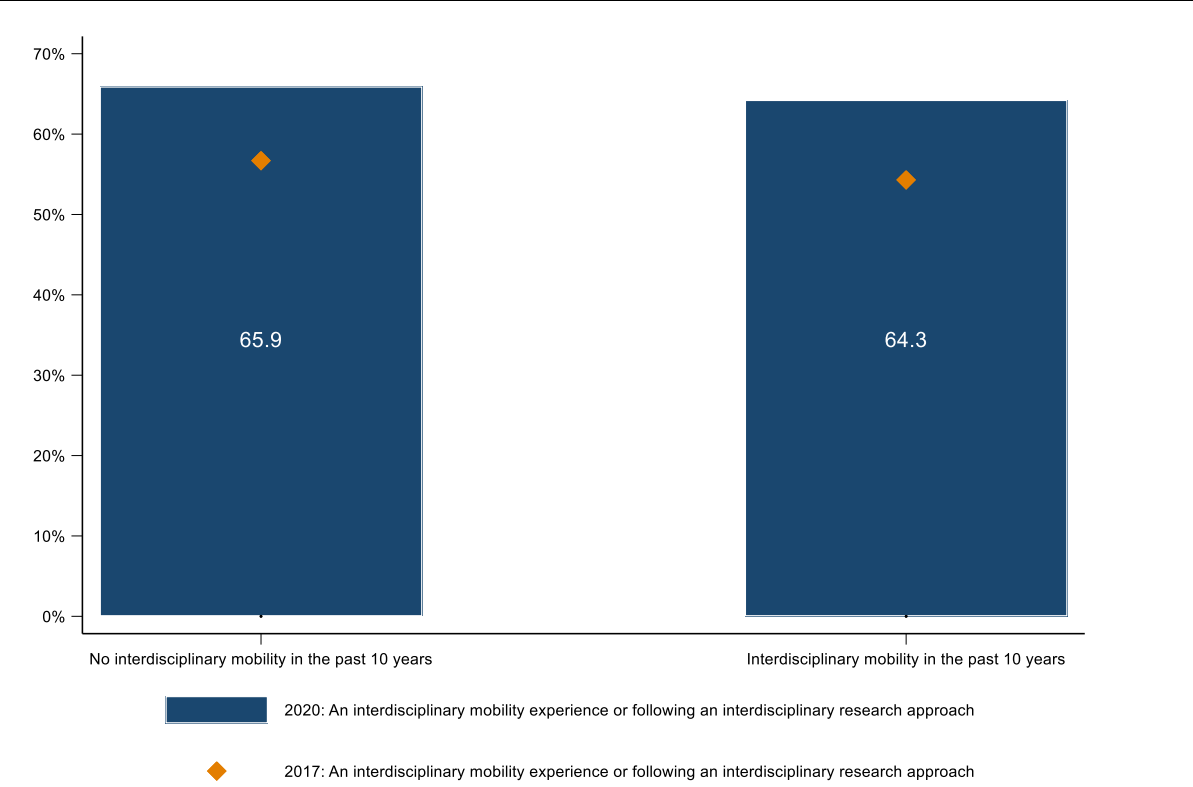 70%
60%
50%
40%
30%
20%
10%
0%
65.9
64.3
No interdisciplinary mobility in the past 10 years
Interdisciplinary mobility in the past 10 years
2020: An interdisciplinary mobility experience or following an interdisciplinary research approach
2017: An interdisciplinary mobility experience or following an interdisciplinary research approach